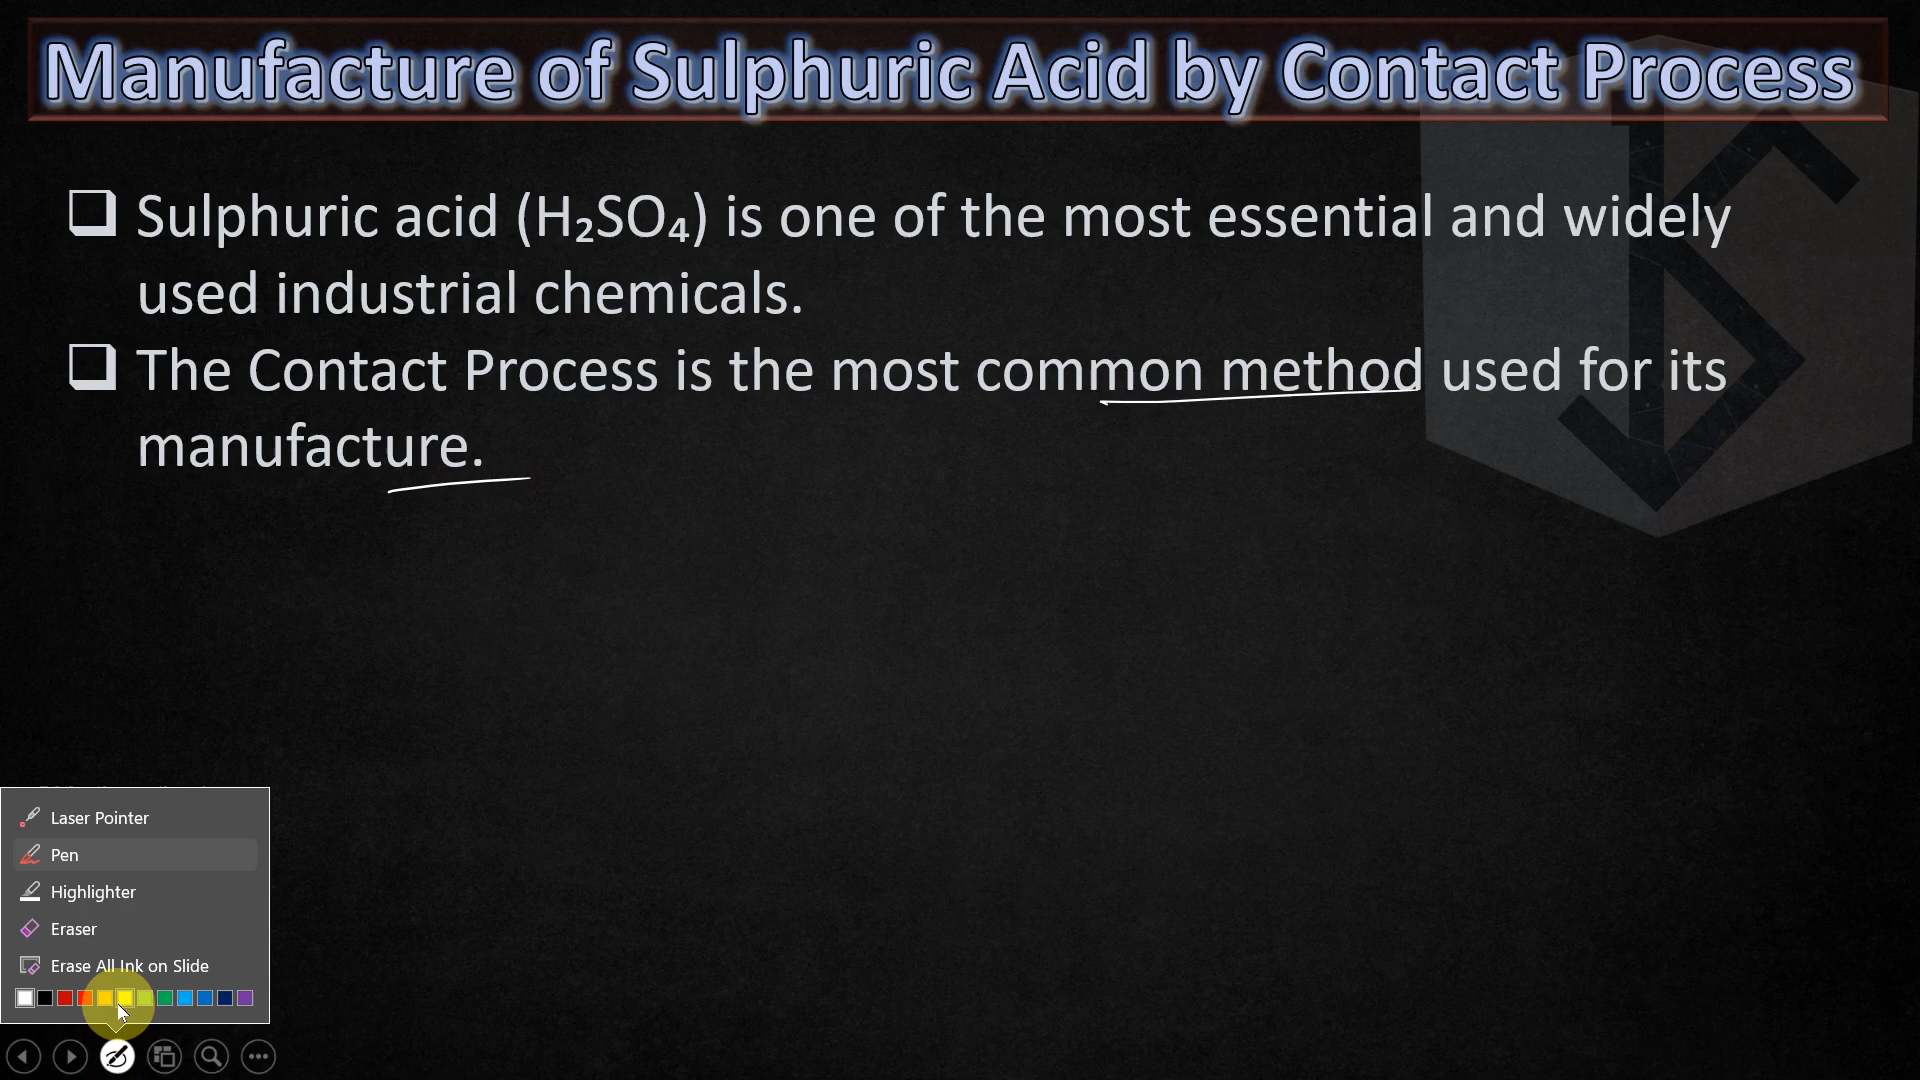 Manufacture of Sulphuric Acid by Contact Process
❑ Sulphuric acid (H₂SO₄) is one of the most essential and widely
used industrial chemicals.
❑ The Contact Process is the most common method used for its
manufacture.
Laser Pointer
Pen
Highlighter
Eraser
Erase All Ink on Slide